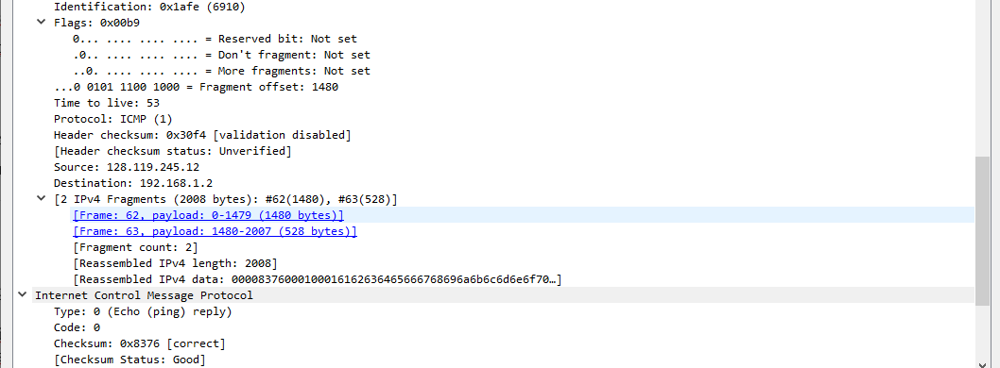 Identification: 0x1afe (6910)
Flags: 0x00b9
0... .... .... .... = Reserved bit: Not set
.0.. .... .... .... = Don't fragment: Not set
..0. .... .... .... = More fragments: Not set
...0 0101 1100 1000 = Fragment offset: 1480
Time to live: 53
Protocol: ICMP (1)
Header checksum: 0x30f4 [validation disabled]
[Header checksum status: Unverified]
Source: 128.119.245.12
Destination: 192.168.1.2
[2 IPv4 Fragments (2008 bytes): #62(1480), #63(528)]
[Frame: 62, payload: 0-1479 (1480 bytes)]
[Frame: 63, payload: 1480-2007 (528 bytes)]
[Fragment count: 2]
[Reassembled IPv4 length: 2008]
[Reassembled IPv4 data: 00008376000100016162636465666768696a6b6c6d6e6f70…]
Internet Control Message Protocol
Type: 0 (Echo (ping) reply)
Code: 0
Checksum: 0x8376 [correct]
[Checksum Status: Good]